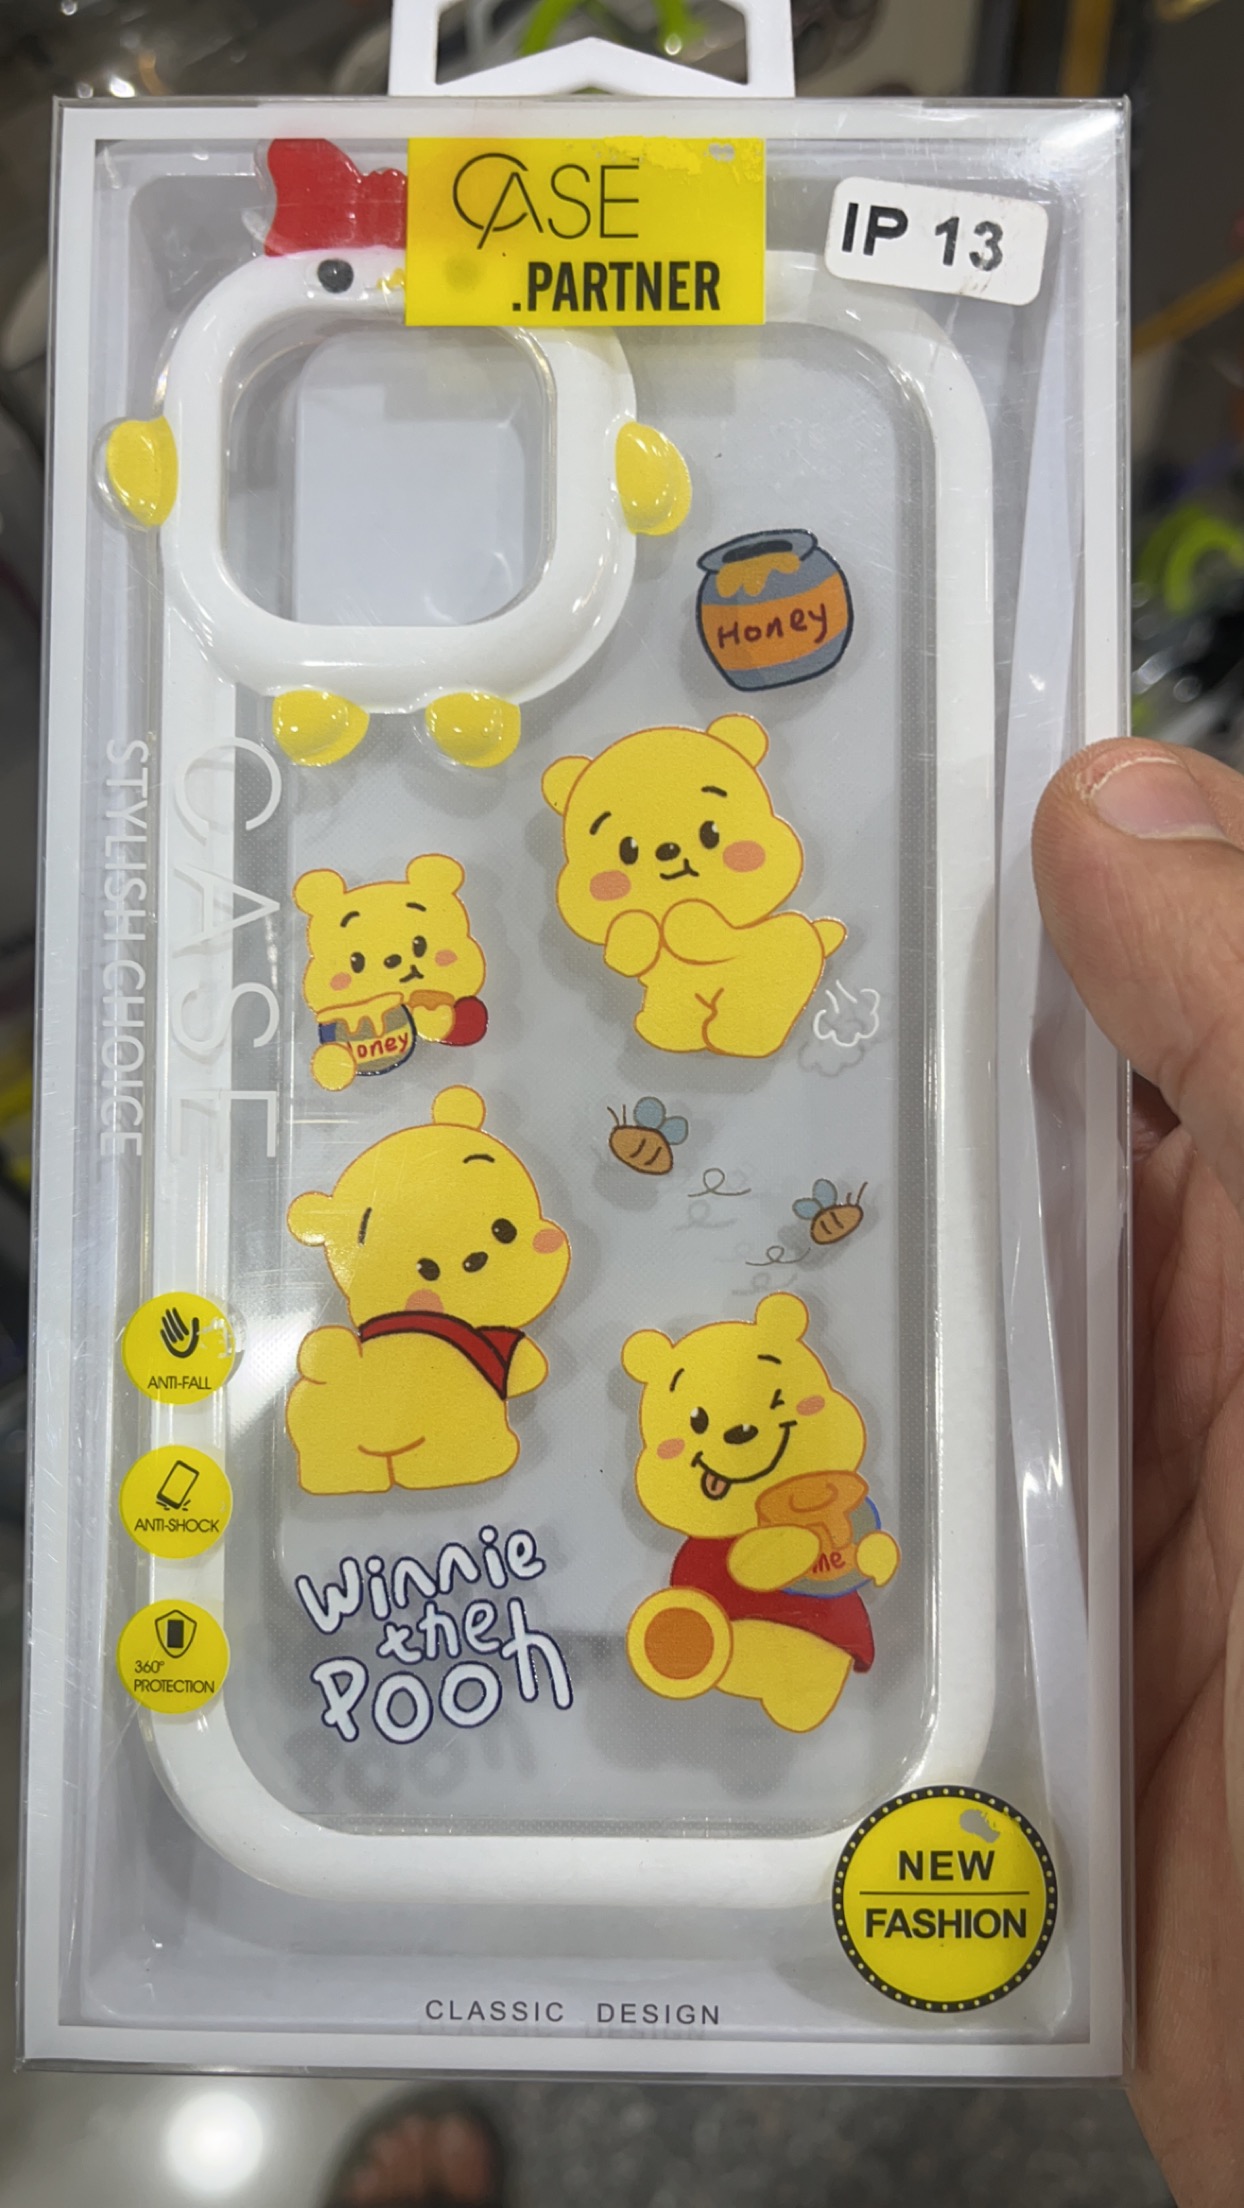 CASE
.PARTNER
IP 13
Honey
oney
CASE
STYLISH CHOICE
ANTI-FALL
ANTI-SHOCK
360°
PROTECTION
me
Winnie
the
Pooh
NEW
FASHION
CLASSIC DESIGN